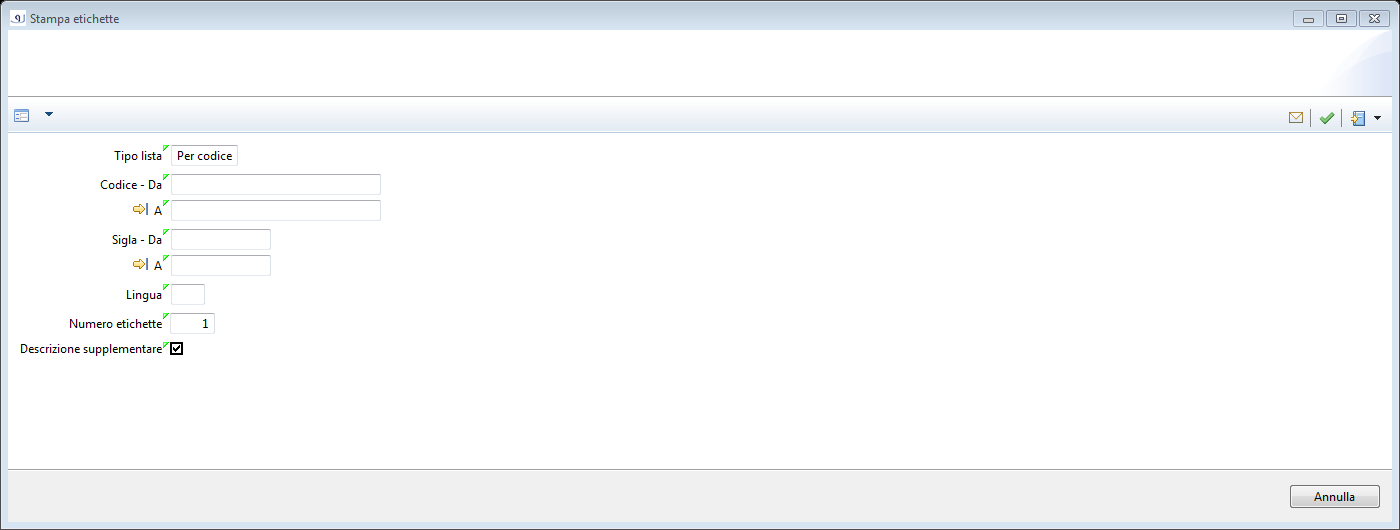 Stampa etichette
Tipo lista Per codice
Codice - Da
A
Sigla - Da
A
Lingua
Numero etichette 1
Descrizione supplementare
Annulla